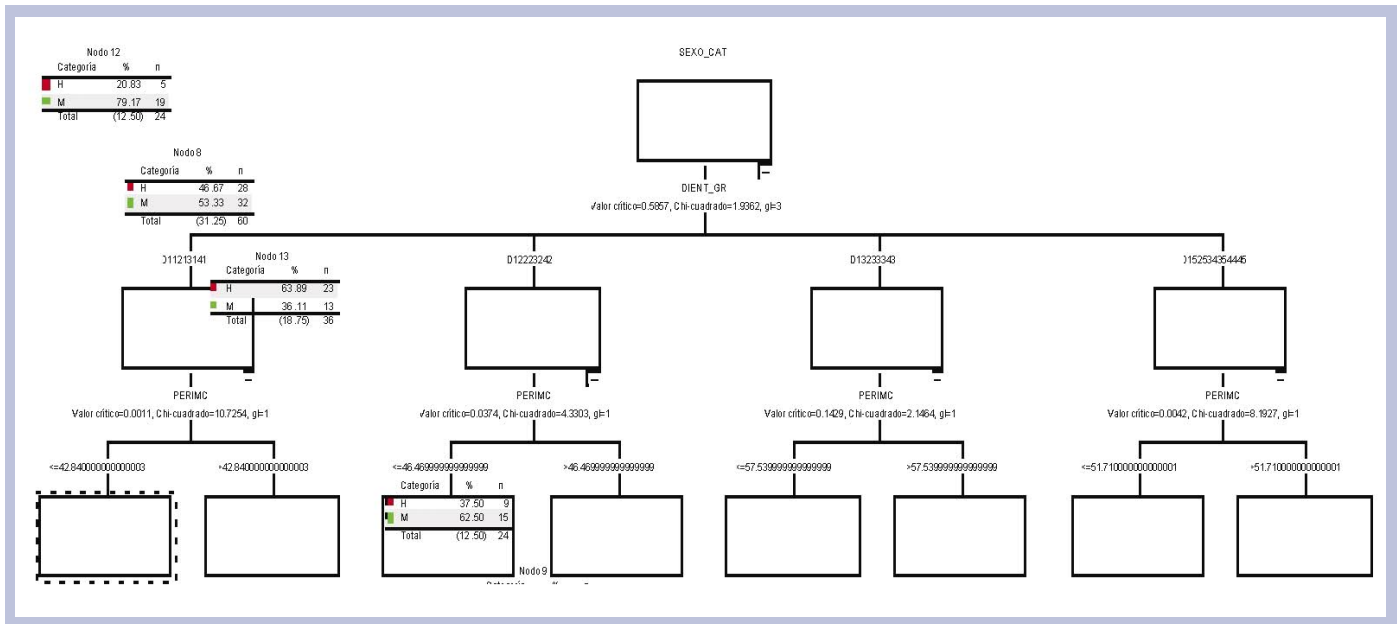 Nodo 12
Categoría % n
H 20.83 5
M 79.17 19
Total (12.50) 24
SEXO_CAT
Nodo 8
Categoría % n
H 46.67 28
M 53.33 32
Total (31.25) 60
DIENT_GR
Valor crítico=0.5857, Chi-cuadrado=1.9362, gl=3
Nodo 13
Categoría % n
H 63.89 23
M 36.11 13
Total (18.75) 36
D11213141
D12223242
D13233343
D152534354445
PERIMC
Valor crítico=0.0011, Chi-cuadrado=10.7254, gl=1
PERIMC
Valor crítico=0.0374, Chi-cuadrado=4.3303, gl=1
PERIMC
Valor crítico=0.1429, Chi-cuadrado=2.1464, gl=1
PERIMC
Valor crítico=0.0042, Chi-cuadrado=8.1927, gl=1
<=42.840000000000003
>42.840000000000003
<=46.469999999999999
>46.469999999999999
<=57.539999999999999
>57.539999999999999
<=51.710000000000001
>51.710000000000001
Categoría % n
H 37.50 9
M 62.50 15
Total (12.50) 24
Nodo 9